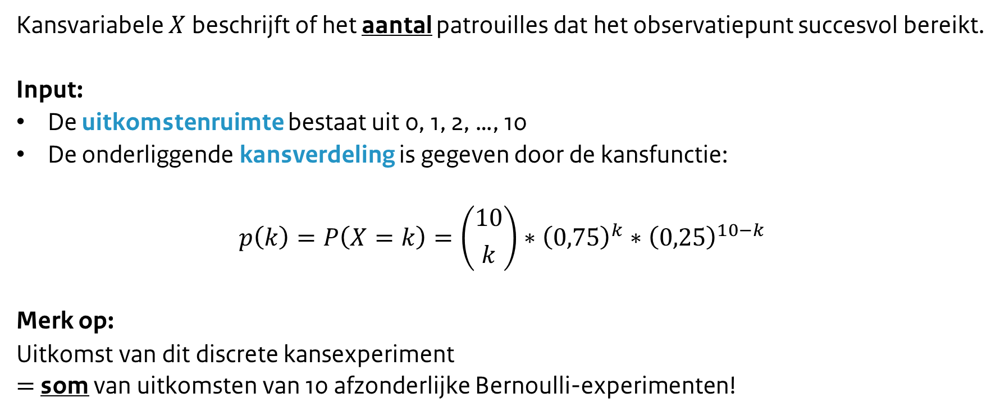 Kansvariabele X beschrijft of het aantal patrouilles dat het observatiepunt succesvol bereikt.
Input:
• De uitkomstenruimte bestaat uit 0, 1, 2, ..., 10
• De onderliggende kansverdeling is gegeven door de kansfunctie:
p(k) = P(X = k) = (10 k) * (0,75)^k * (0,25)^{10−k}
Merk op:
Uitkomst van dit discrete kansexperiment
= som van uitkomsten van 10 afzonderlijke Bernoulli-experimenten!